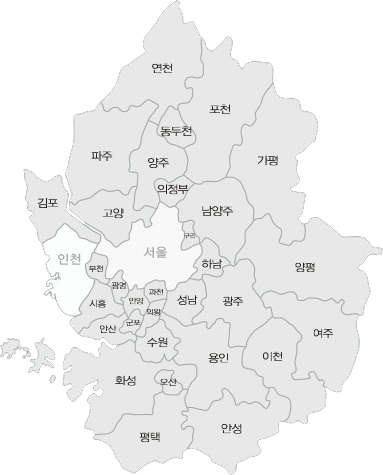 연천
포천
동두천
파주
양주
가평
의정부
김포
고양
남양주
구리
서울
인천
하남
양평
부천
광명
과천
성남
광주
시흥
안양
의왕
여주
안산
군포
수원
용인
이천
화성
오산
평택
안성